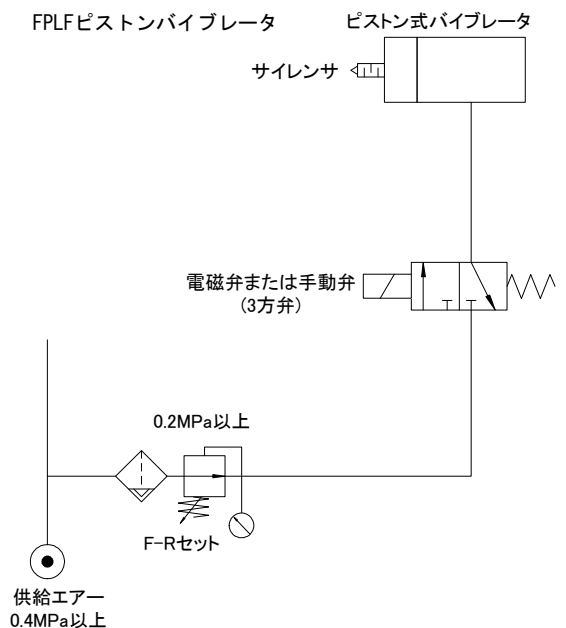 FPLFピストンバイブレータ
ピストン式バイブレータ
サイレンサ
電磁弁または手動弁
(3方弁)
0.2MPa以上
F-Rセット
供給エアー
0.4MPa以上